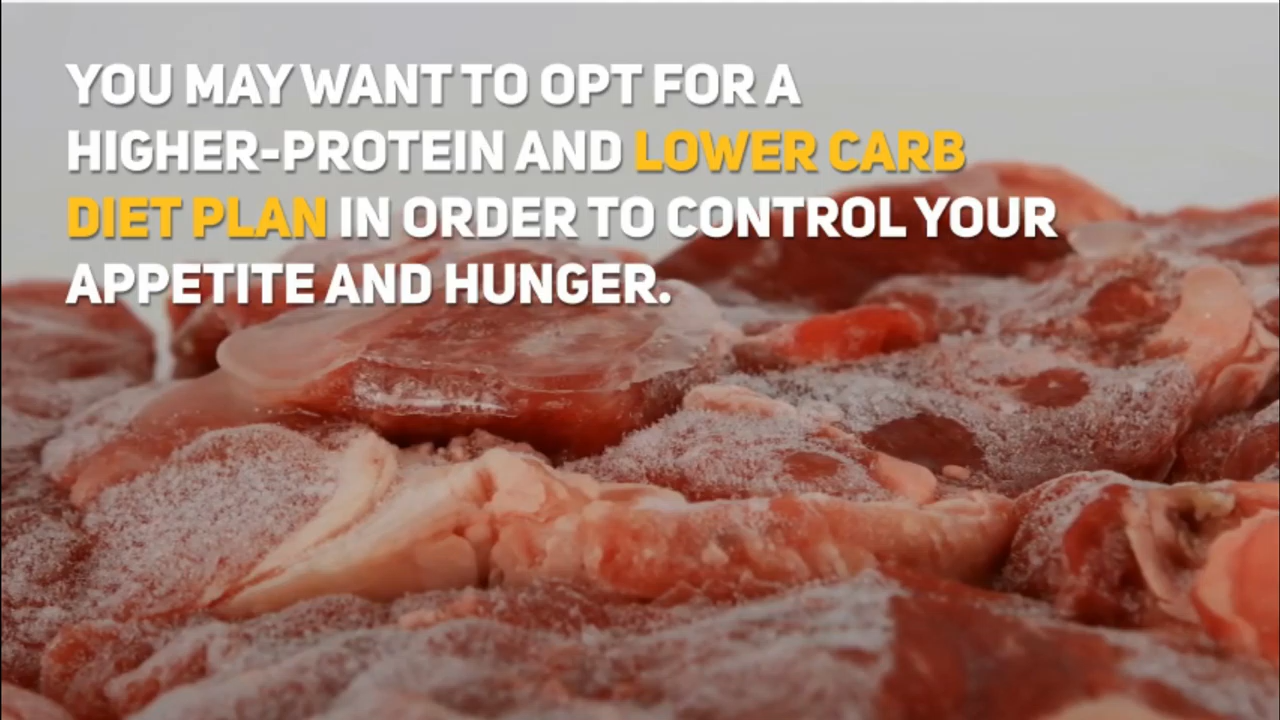 YOU MAY WANT TO OPT FOR A
HIGHER-PROTEIN AND LOWER CARB
DIET PLAN IN ORDER TO CONTROL YOUR
APPETITE AND HUNGER.